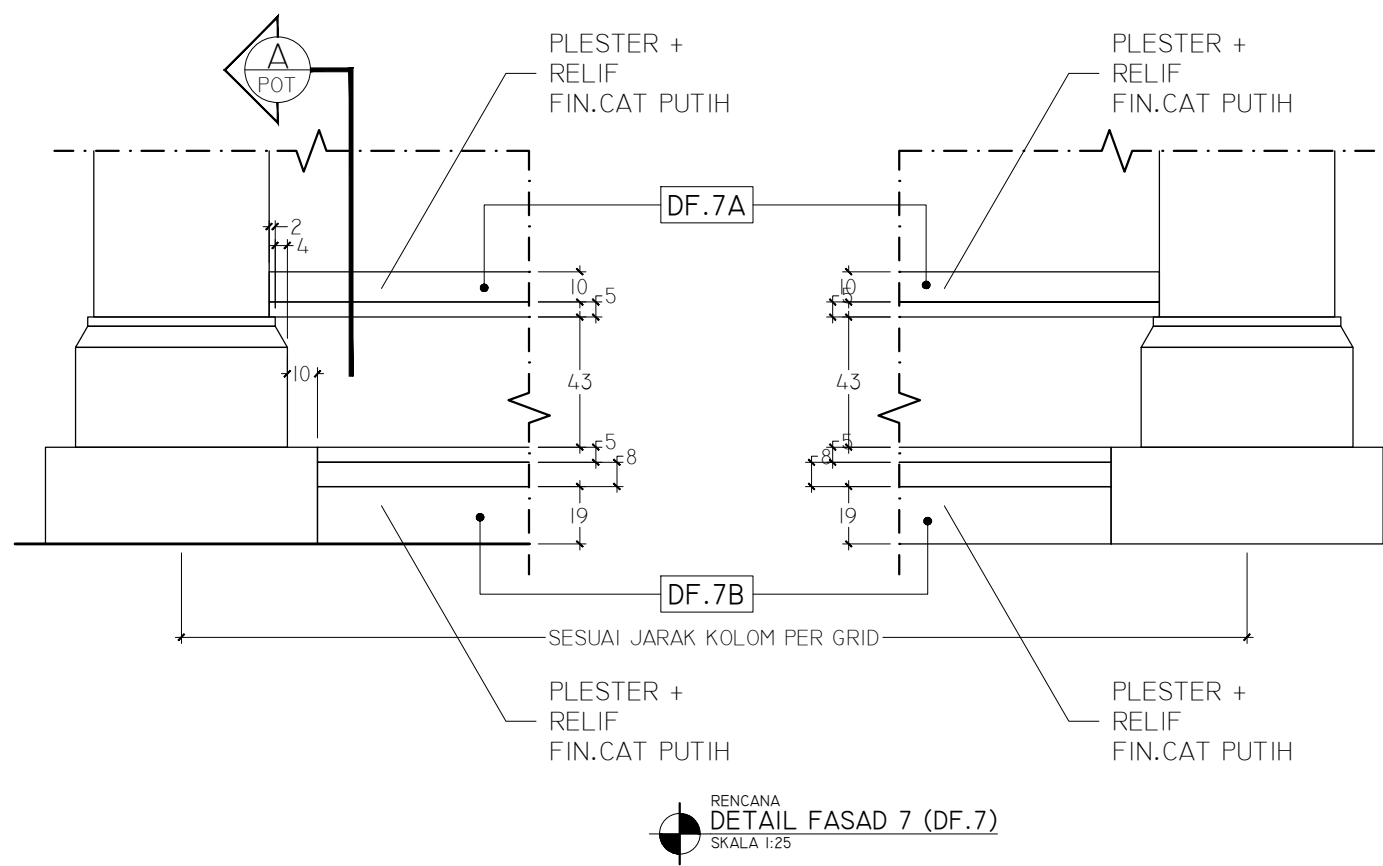 A
POT
PLESTER +
RELIF
FIN.CAT PUTIH
PLESTER +
RELIF
FIN.CAT PUTIH
DF.7A
2
4
10
5
10
5
43
43
10
5
8
5
8
19
19
DF.7B
SESUAI JARAK KOLOM PER GRID
PLESTER +
RELIF
FIN.CAT PUTIH
PLESTER +
RELIF
FIN.CAT PUTIH
RENCANA
DETAIL FASAD 7 (DF.7)
SKALA 1:25